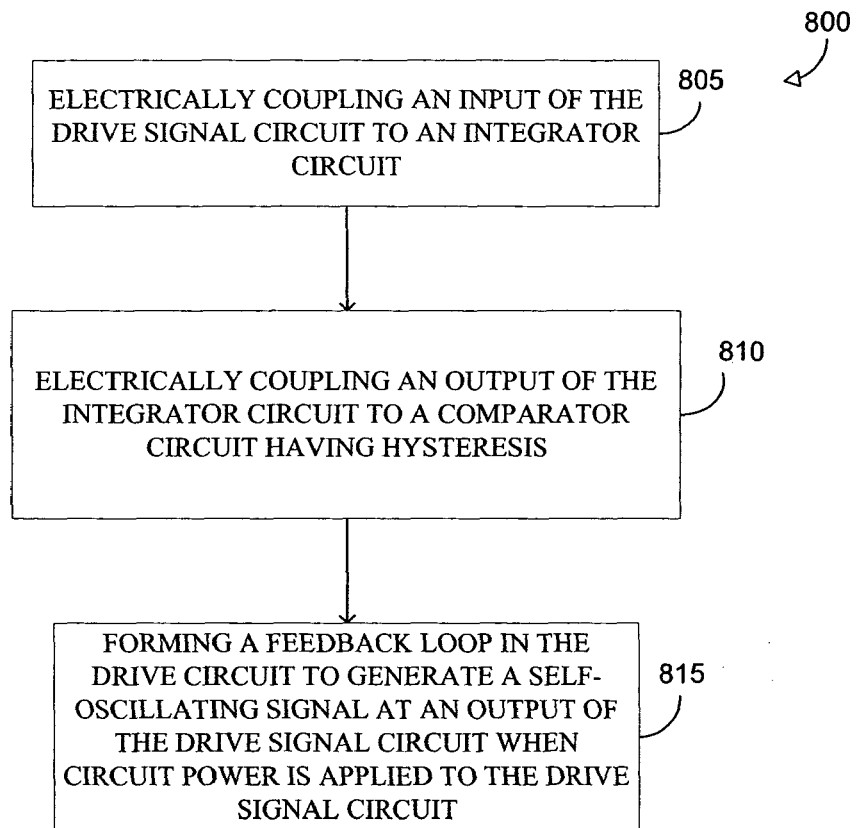 800
ELECTRICALLY COUPLING AN INPUT OF THE
DRIVE SIGNAL CIRCUIT TO AN INTEGRATOR
CIRCUIT
805
ELECTRICALLY COUPLING AN OUTPUT OF THE
INTEGRATOR CIRCUIT TO A COMPARATOR
CIRCUIT HAVING HYSTERESIS
810
FORMING A FEEDBACK LOOP IN THE
DRIVE CIRCUIT TO GENERATE A SELF-
OSCILLATING SIGNAL AT AN OUTPUT OF
THE DRIVE SIGNAL CIRCUIT WHEN
CIRCUIT POWER IS APPLIED TO THE DRIVE
SIGNAL CIRCUIT
815